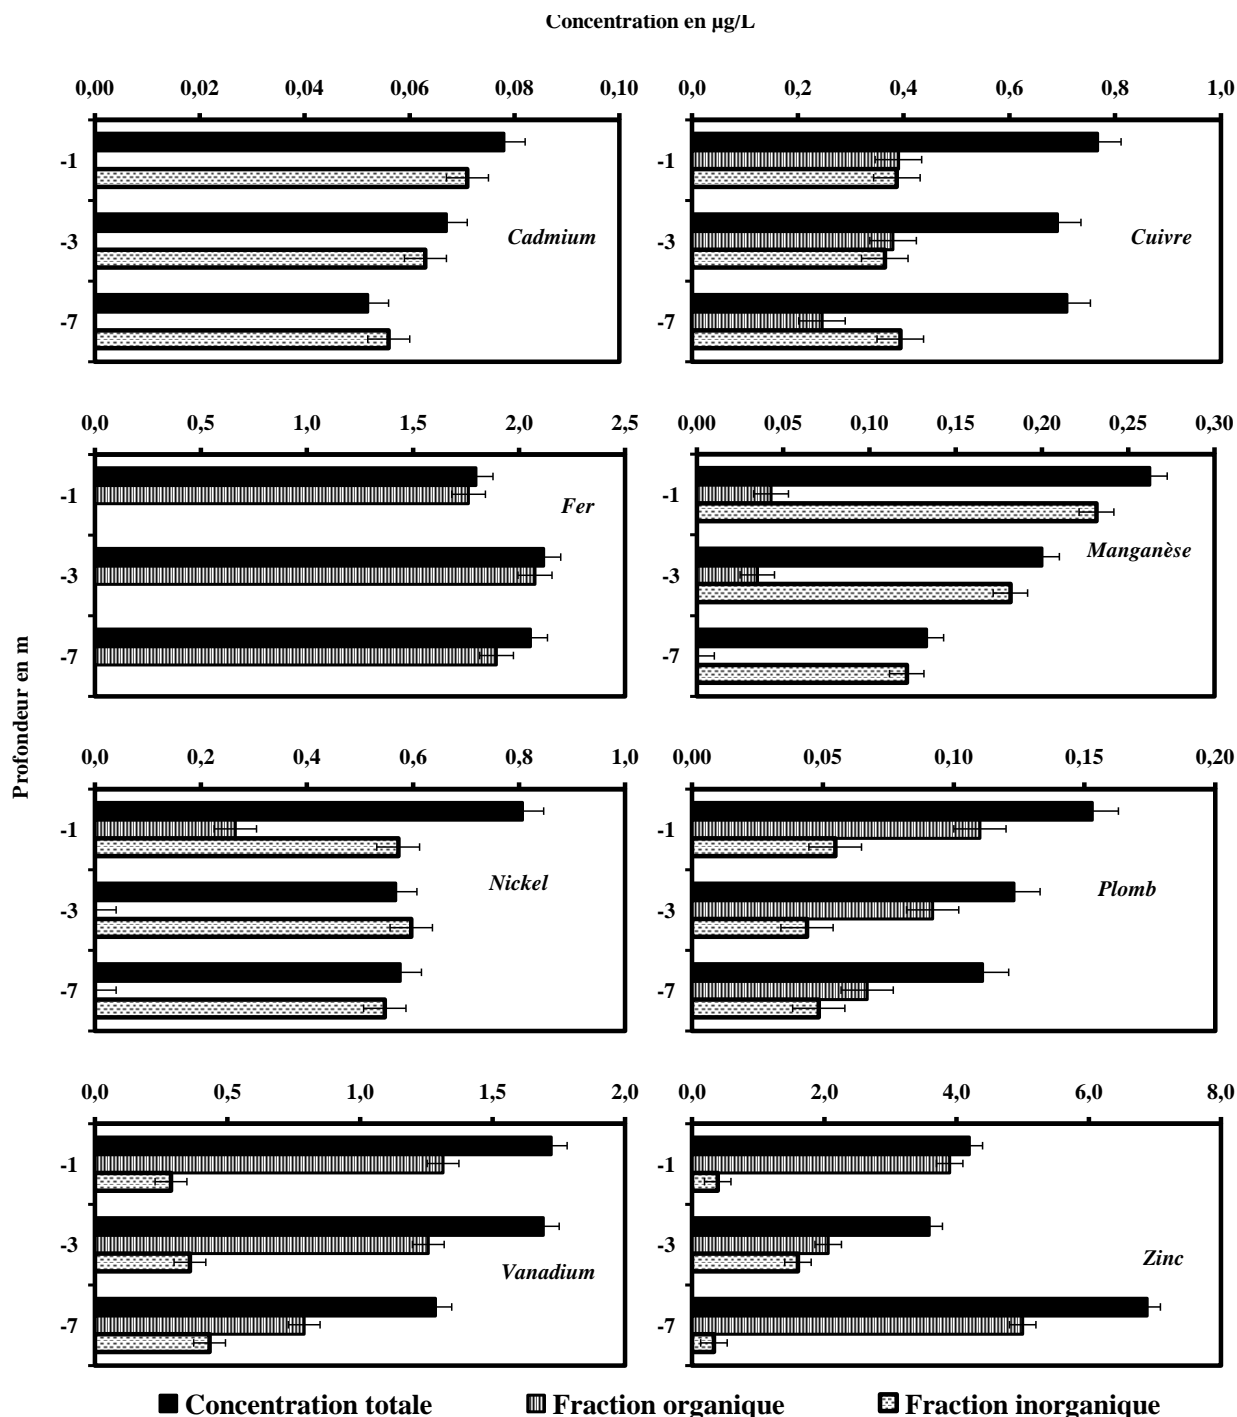 Concentration en µg/L
0,00 0,02 0,04 0,06 0,08 0,10
-1
-3
-7
Cadmium
0,0 0,2 0,4 0,6 0,8 1,0
-1
-3
-7
Cuivre
0,0 0,5 1,0 1,5 2,0 2,5
-1
-3
-7
Fer
0,00 0,05 0,10 0,15 0,20 0,25 0,30
-1
-3
-7
Manganèse
Profondeur en m
0,0 0,2 0,4 0,6 0,8 1,0
-1
-3
-7
Nickel
0,00 0,05 0,10 0,15 0,20
-1
-3
-7
Plomb
0,0 0,5 1,0 1,5 2,0
-1
-3
-7
Vanadium
0,0 2,0 4,0 6,0 8,0
-1
-3
-7
Zinc
Concentration totale Fraction organique Fraction inorganique